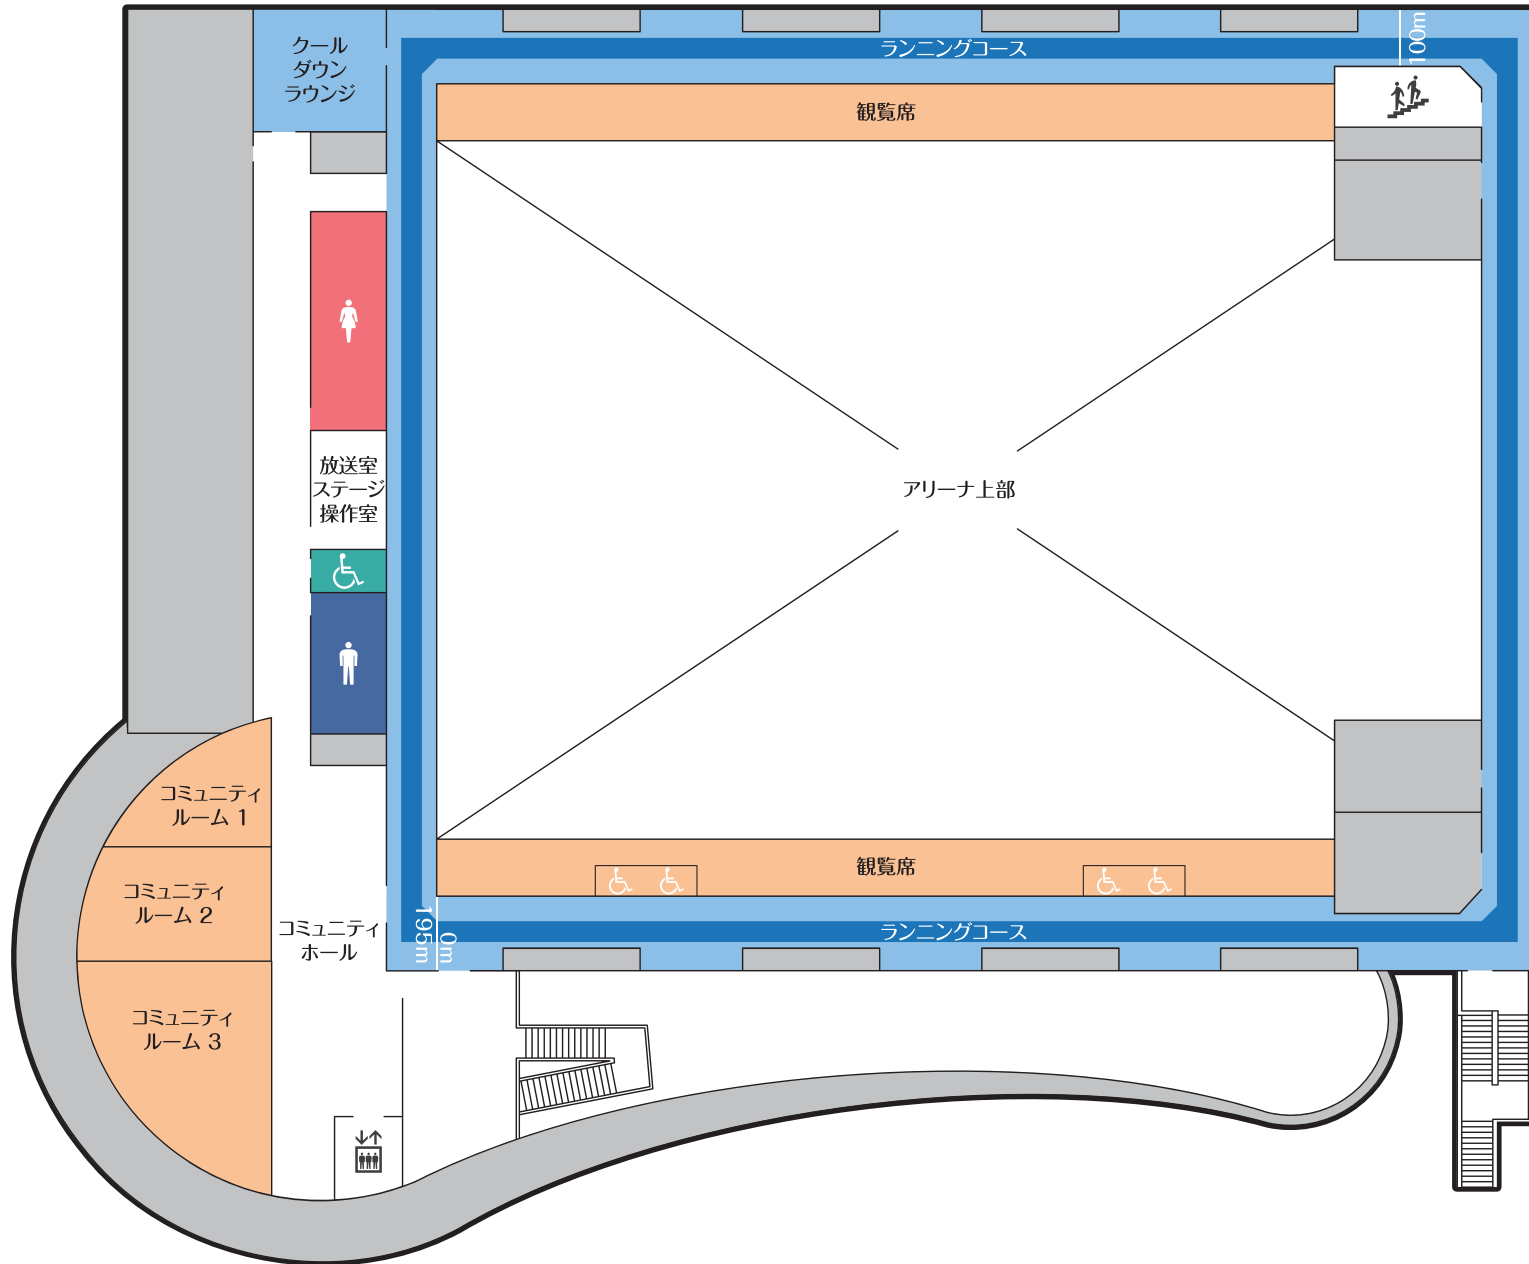 クール
ダウン
ラウンジ
ランニングコース
100m
観覧席
放送室
ステージ
操作室
アリーナ上部
コミュニティ
ルーム 1
コミュニティ
ルーム 2
コミュニティ
ホール
コミュニティ
ルーム 3
観覧席
195m
0m
ランニングコース